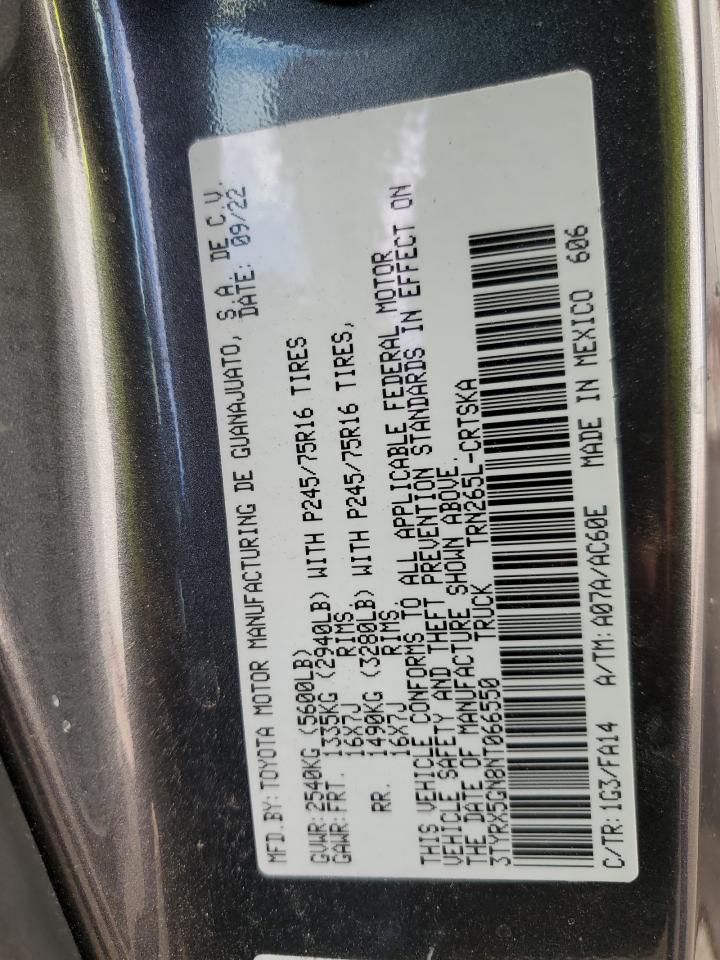 MFD.BY:TOYOTA MOTOR MANUFACTURING DE GUANAJUATO, S.A. DE C.V.
DATE: 09/22
GVWR:2540KG (5600LB)
GAWR:FRT. 1335KG (2940LB) WITH P245/75R16 TIRES
16X7J RIMS
RR. 1490KG (3280LB) WITH P245/75R16 TIRES,
16X7J RIMS.
THIS VEHICLE CONFORMS TO ALL APPLICABLE FEDERAL MOTOR
VEHICLE SAFETY AND THEFT PREVENTION STANDARDS IN EFFECT ON
THE DATE OF MANUFACTURE SHOWN ABOVE.
3TYRX5GN8NT066550 TRUCK TRN265L-CRTSKA
C/TR:1G3/FA14 A/TM:A07A/AC60E MADE IN MEXICO 606